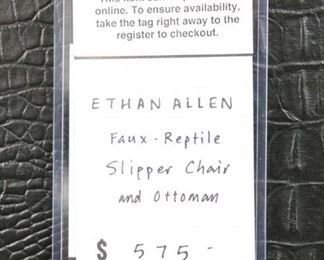 online. To ensure availability,
take the tag right away to the
register to checkout.
ETHAN ALLEN
Faux-Reptile
Slipper Chair
and Ottoman
$ 575-